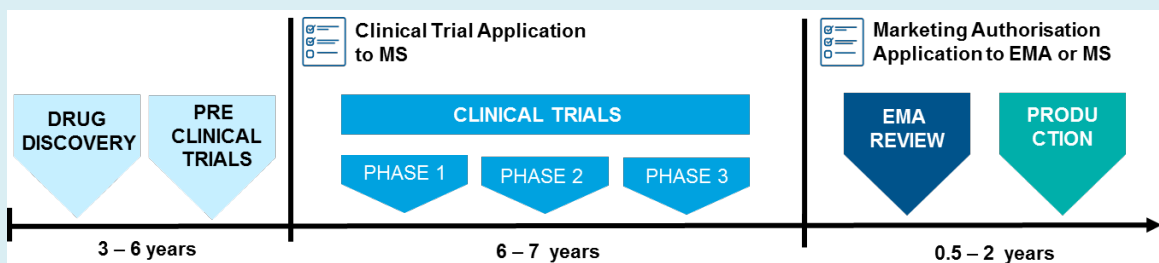 Clinical Trial Application
to MS
Marketing Authorisation
Application to EMA or MS
DRUG
DISCOVERY
PRE
CLINICAL
TRIALS
CLINICAL TRIALS
PHASE 1
PHASE 2
PHASE 3
EMA
REVIEW
PRODU
CTION
3 – 6 years
6 – 7  years
0.5 – 2  years